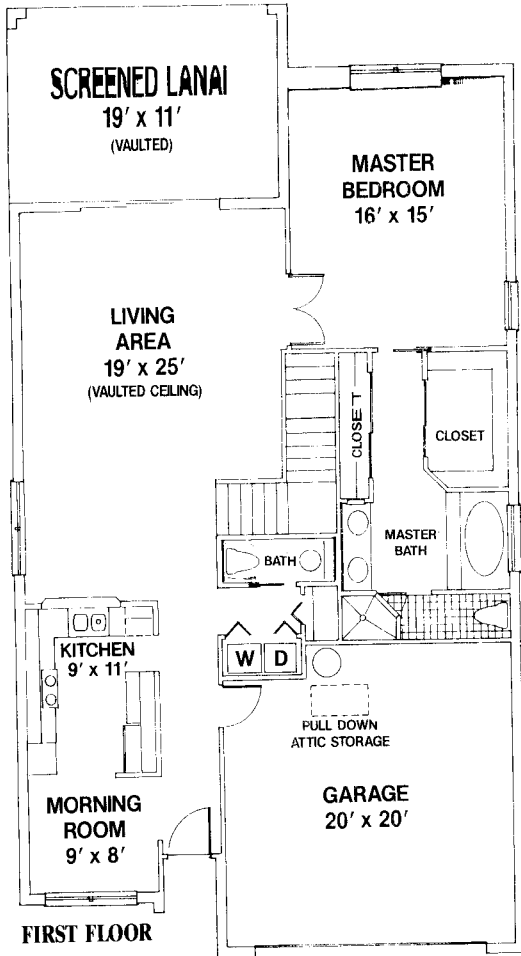 SCREENED LANAI
19' x 11'
(VAULTED)
MASTER
BEDROOM
16' x 15'
LIVING
AREA
19' x 25'
(VAULTED CEILING)
CLOSET
CLOSET
MASTER
BATH
BATH
KITCHEN
9' x 11'
W D
PULL DOWN
ATTIC STORAGE
MORNING
ROOM
9' x 8'
GARAGE
20' x 20'
FIRST FLOOR